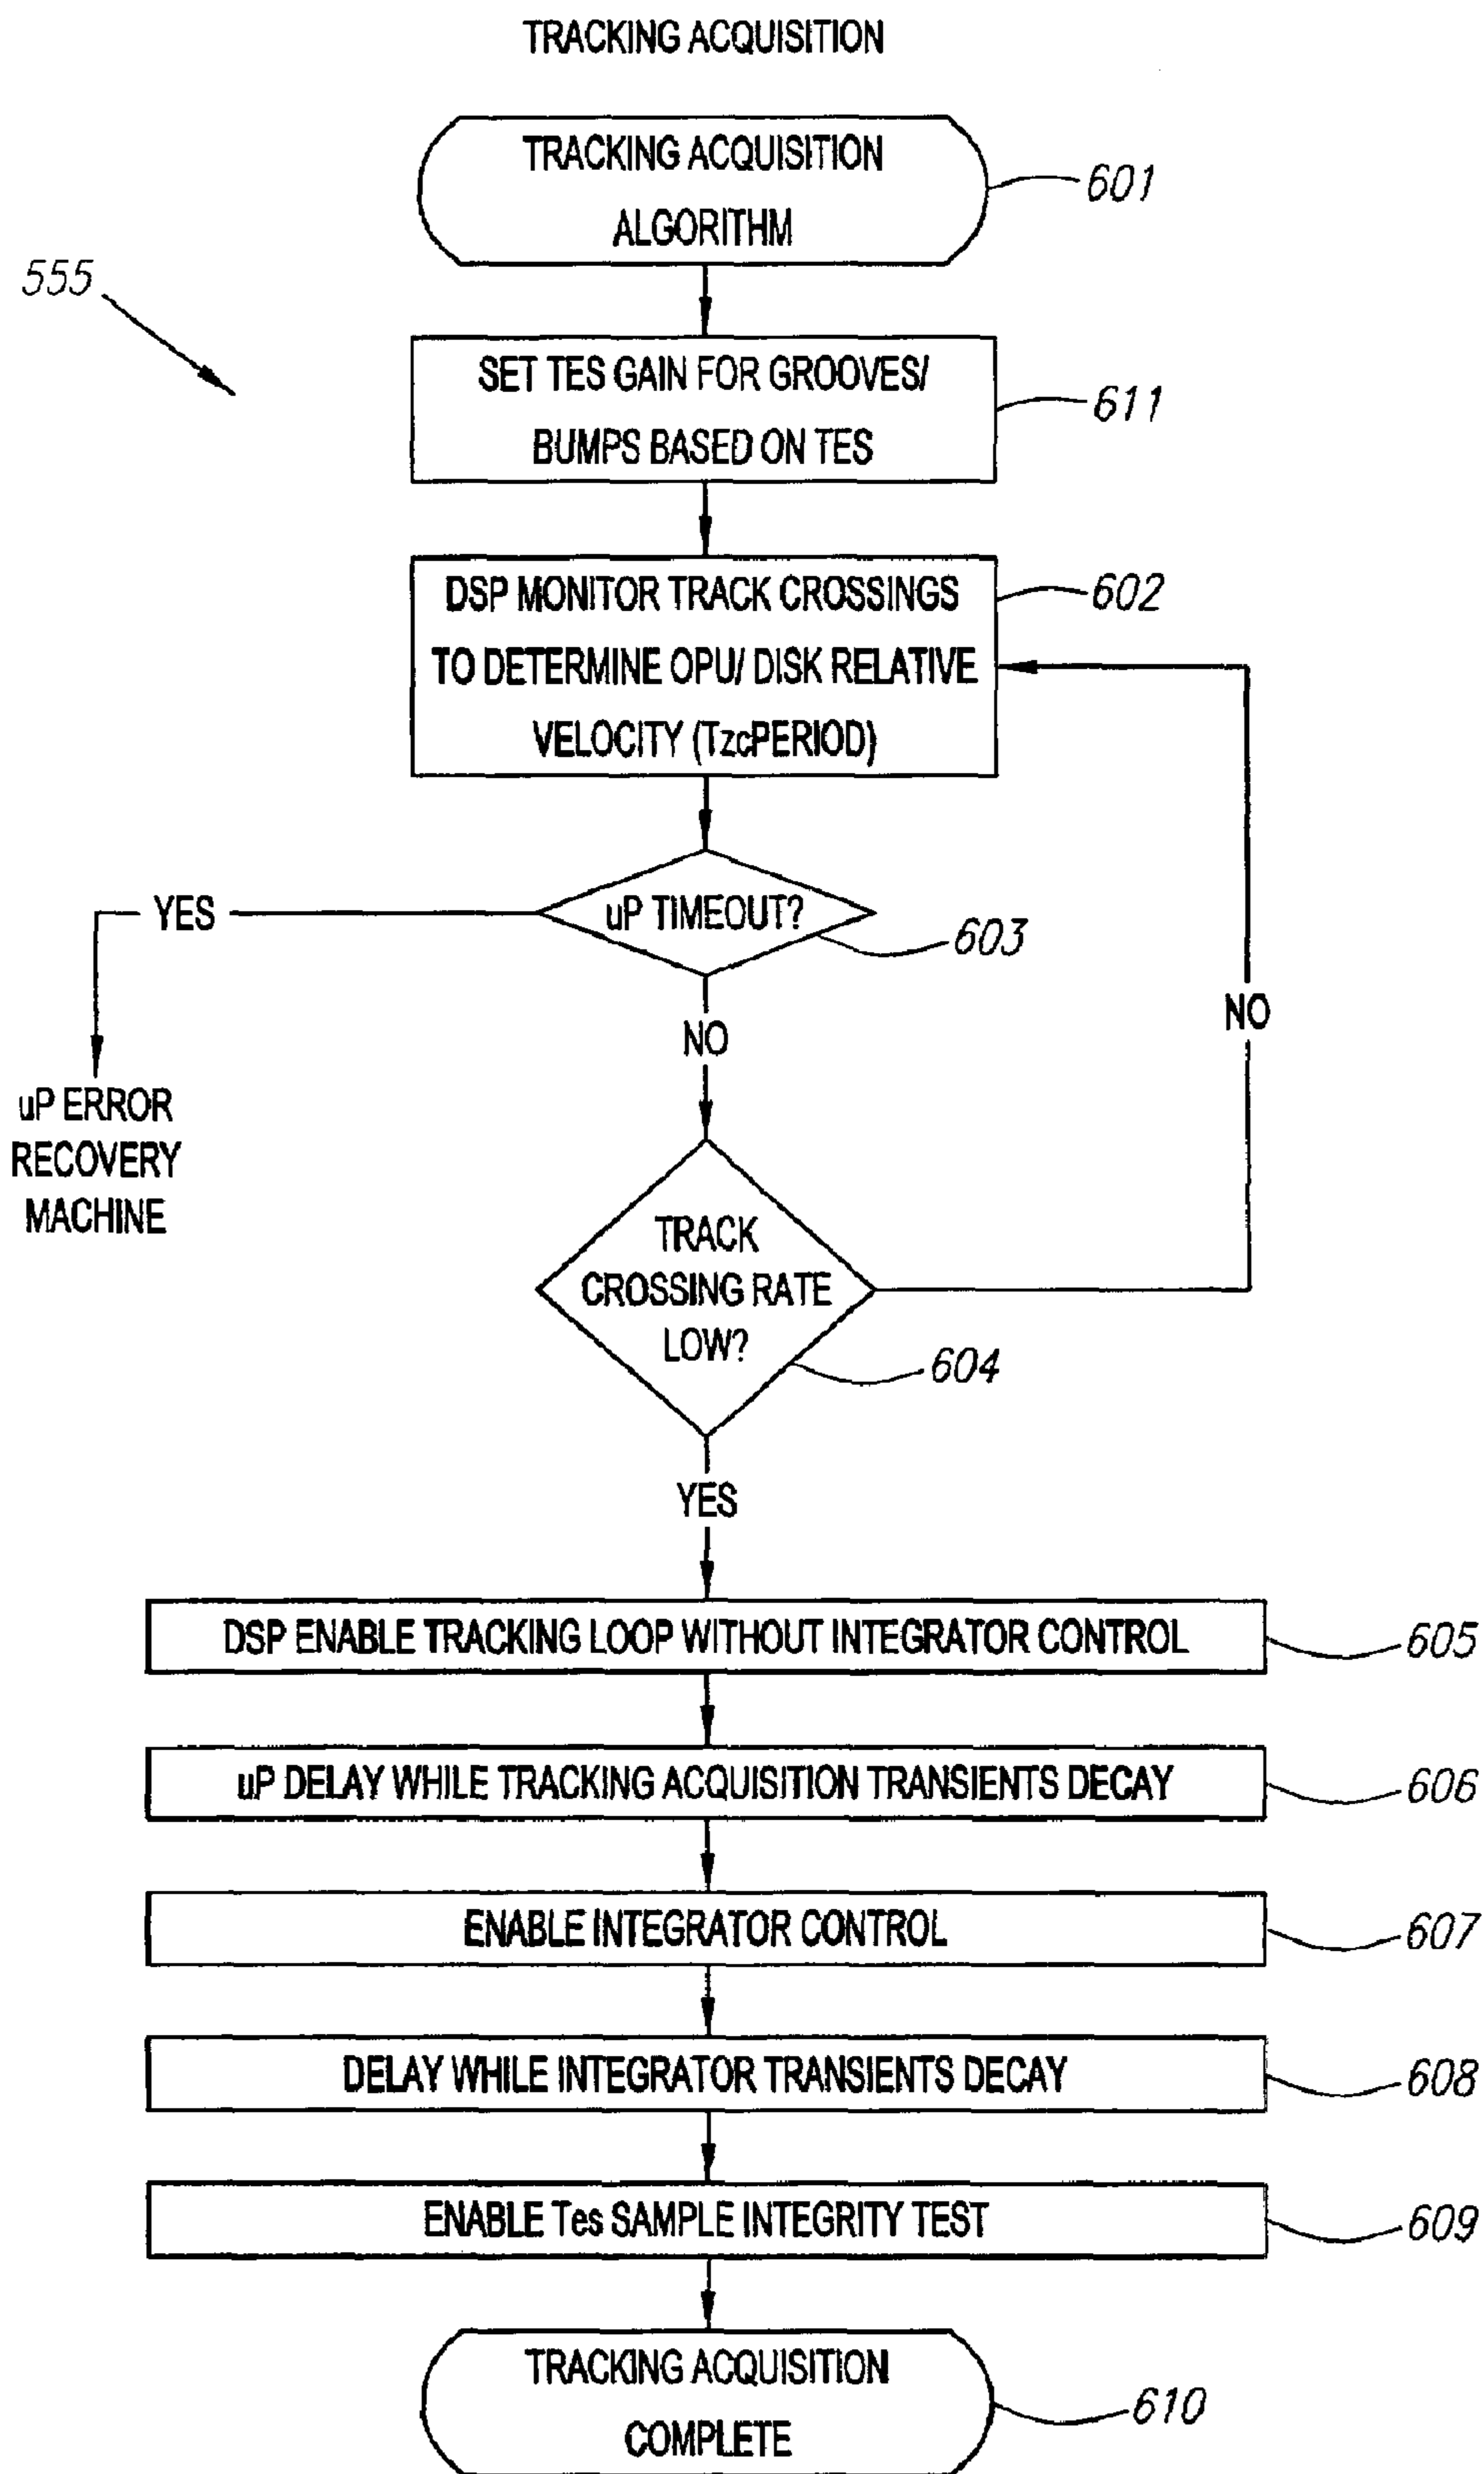 TRACKING ACQUISITION
TRACKING ACQUISITION
ALGORITHM
601
555
SET TES GAIN FOR GROOVES/
BUMPS BASED ON TES
611
DSP MONITOR TRACK CROSSINGS
TO DETERMINE OPU/ DISK RELATIVE
VELOCITY (TzcPERIOD)
602
YES
uP TIMEOUT?
603
NO
NO
uP ERROR
RECOVERY
MACHINE
TRACK
CROSSING RATE
LOW?
604
YES
DSP ENABLE TRACKING LOOP WITHOUT INTEGRATOR CONTROL
605
uP DELAY WHILE TRACKING ACQUISITION TRANSIENTS DECAY
606
ENABLE INTEGRATOR CONTROL
607
DELAY WHILE INTEGRATOR TRANSIENTS DECAY
608
ENABLE Tes SAMPLE INTEGRITY TEST
609
TRACKING ACQUISITION
COMPLETE
610